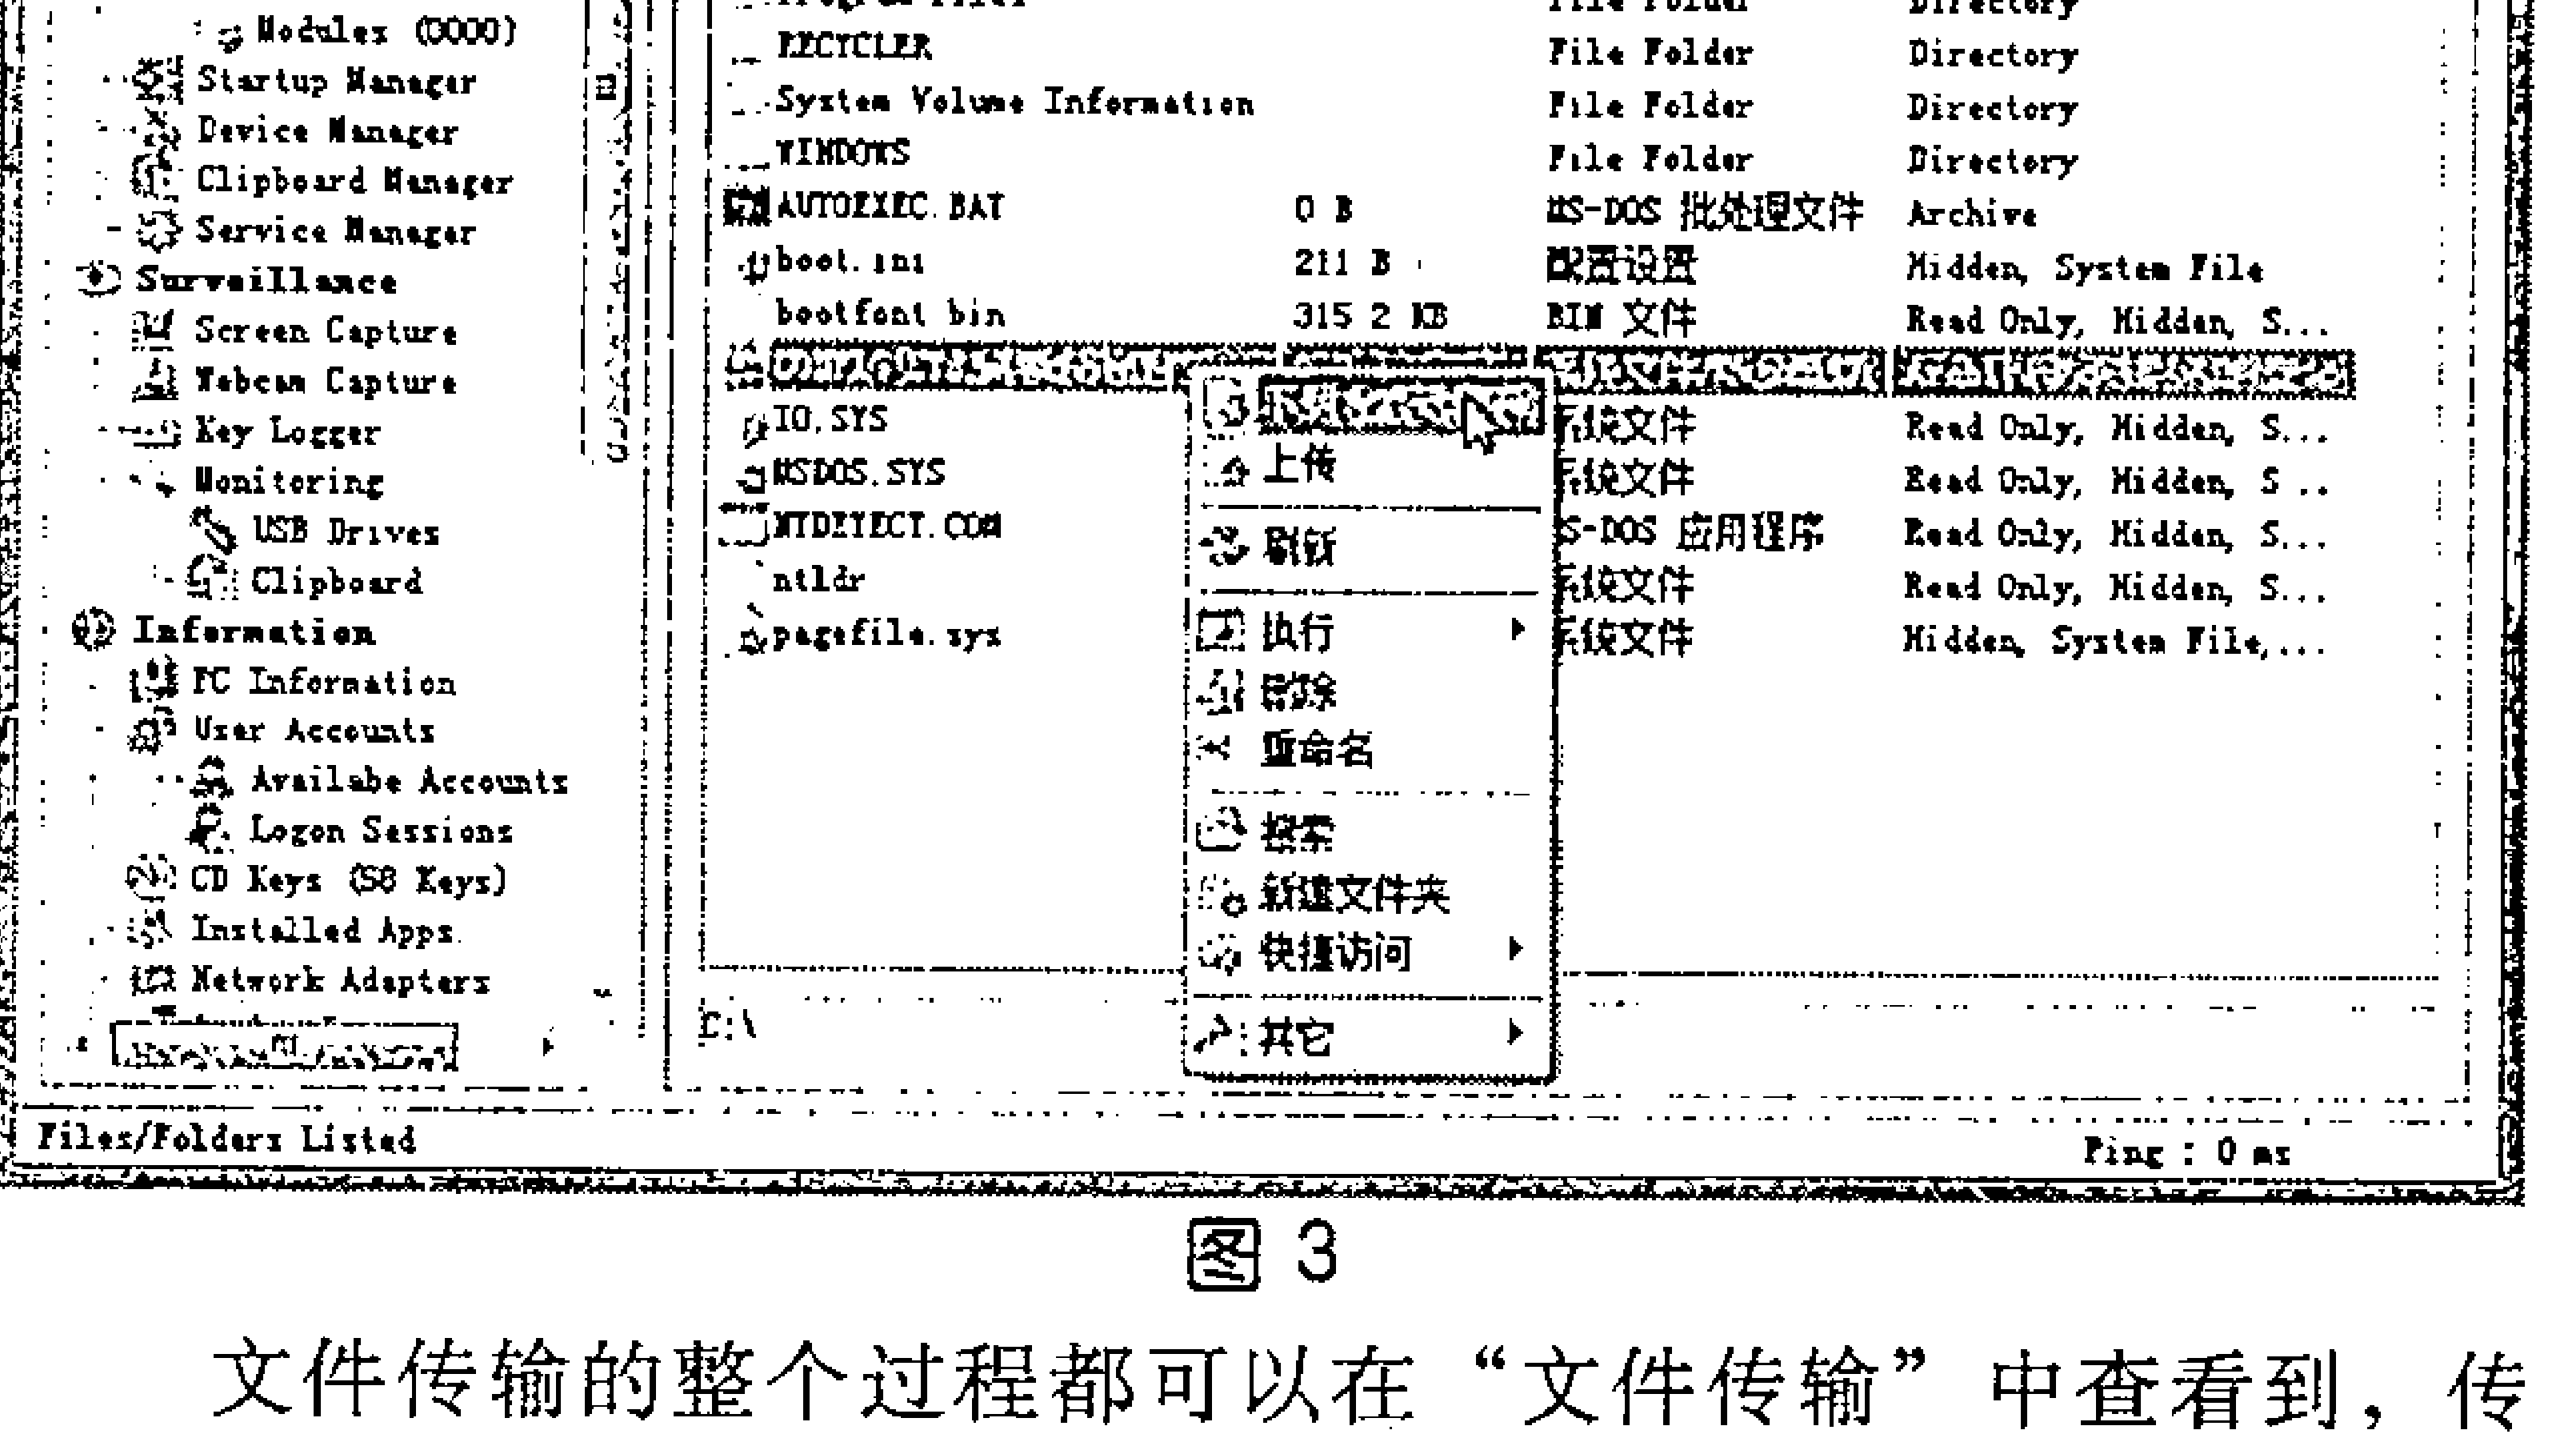 Modules (0000)
Startup Manager
Device Manager
Clipboard Manager
Service Manager
Surveillance
Screen Capture
Webcam Capture
Key Logger
Monitoring
USB Drives
Clipboard
Information
PC Information
User Accounts
Availabe Accounts
Logon Sessions
CD Keys (S8 Keys)
Installed Apps
Network Adapters
Program Files File Folder Directory
RECYCLER File Folder Directory
System Volume Information File Folder Directory
WINDOWS File Folder Directory
AUTOEXEC.BAT 0 B MS-DOS 批处理文件 Archive
boot.ini 211 B 配置设置 Hidden, System File
bootfont bin 315 2 KB BIN 文件 Read Only, Hidden, S...
IO.SYS 系统文件 Read Only, Hidden, S...
MSDOS.SYS 系统文件 Read Only, Hidden, S ..
NTDETECT.COM S-DOS 应用程序 Read Only, Hidden, S...
ntldr 系统文件 Read Only, Hidden, S...
pagefile.sys 系统文件 Hidden, System File,...
上传
刷新
执行
删除
重命名
搜索
新建文件夹
快捷访问
其它
C:\
Files/Folders Listed
Ping : 0 ms
图 3
文件传输的整个过程都可以在“文件传输”中查看到，传